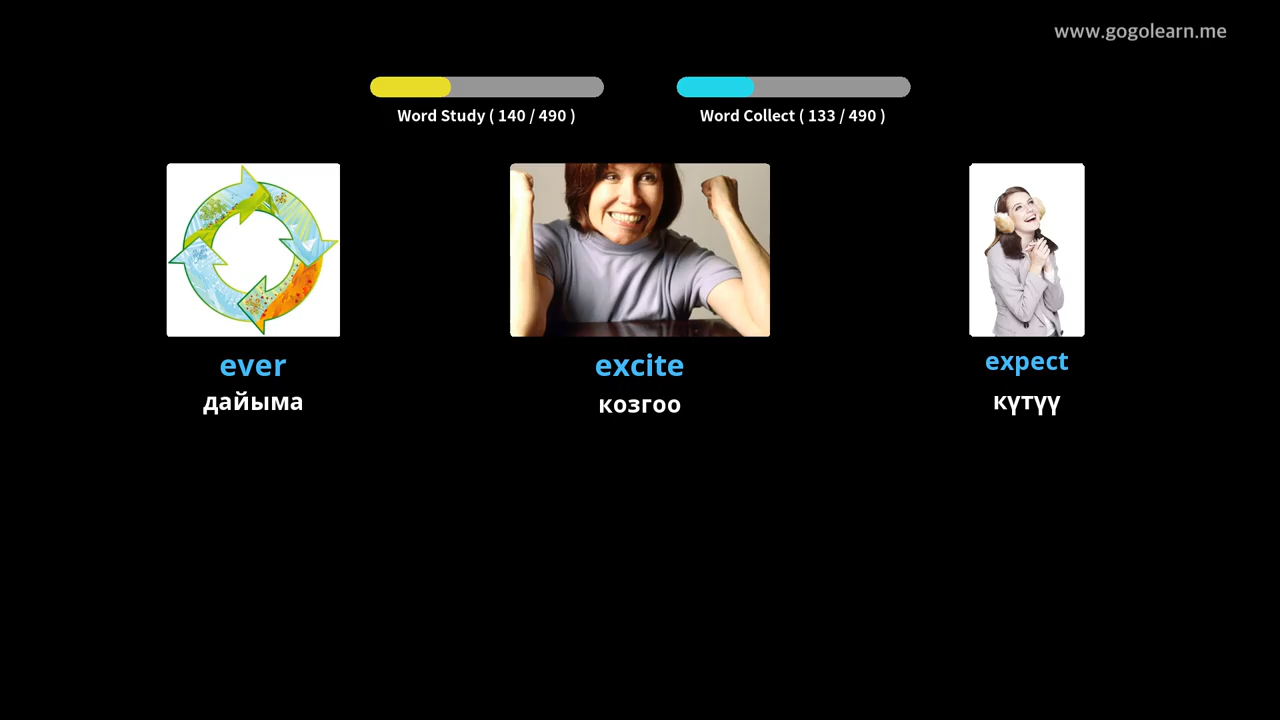 www.gogolearn.me
Word Study ( 140 / 490 )
Word Collect ( 133 / 490 )
ever
дайыма
excite
козгоо
expect
күтүү